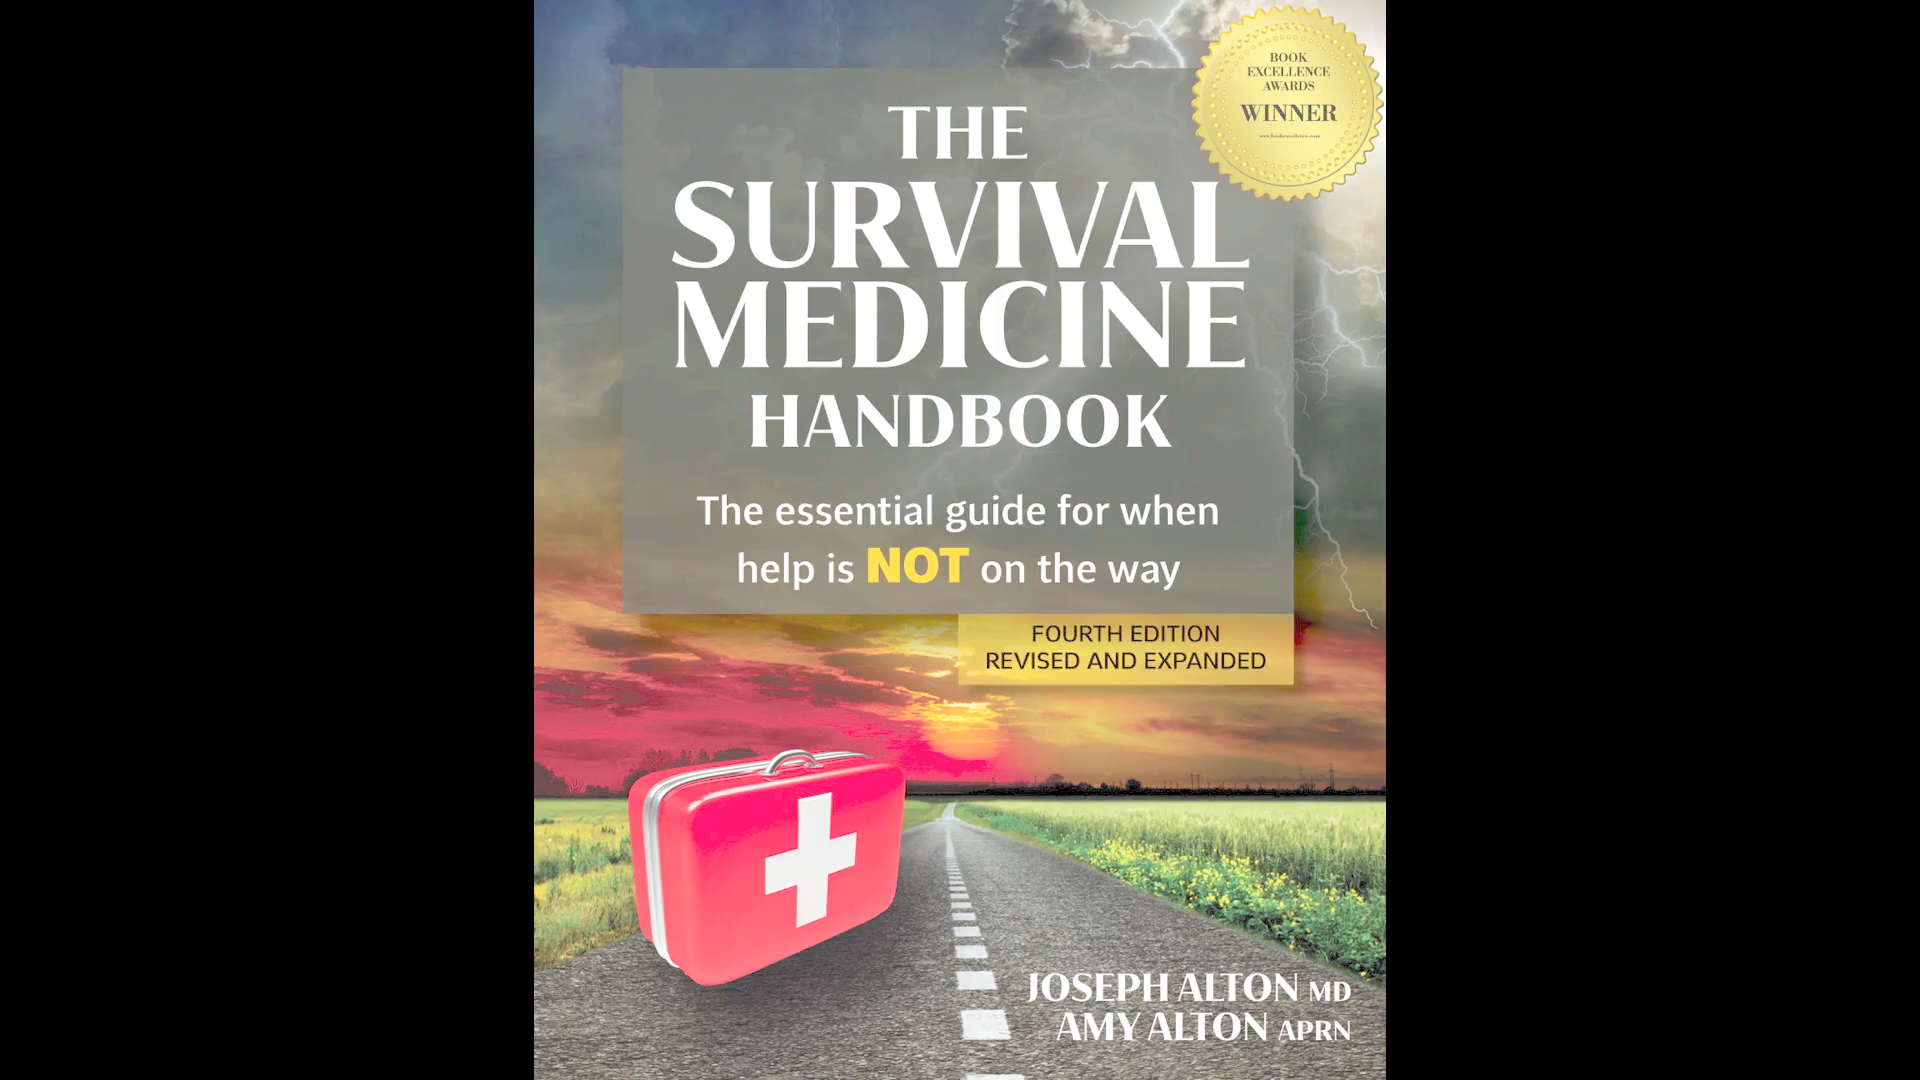 BOOK
EXCELLENCE
AWARDS
WINNER
THE
SURVIVAL
MEDICINE
HANDBOOK
The essential guide for when
help is NOT on the way
FOURTH EDITION
REVISED AND EXPANDED
JOSEPH ALTON MD
AMY ALTON APRN